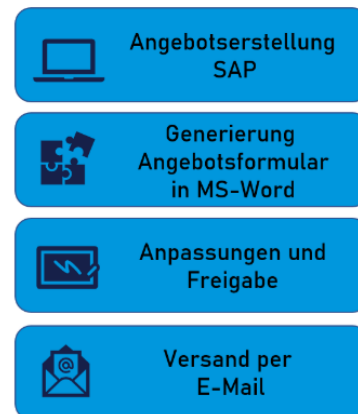 Angebotserstellung
SAP
Generierung
Angebotsformular
in MS-Word
Anpassungen und
Freigabe
@
Versand per
E-Mail